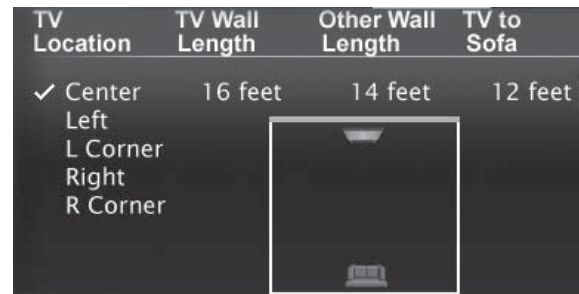 TV Location TV Wall Length Other Wall Length TV to Sofa
✓ Center 16 feet 14 feet 12 feet
Left
L Corner
Right
R Corner